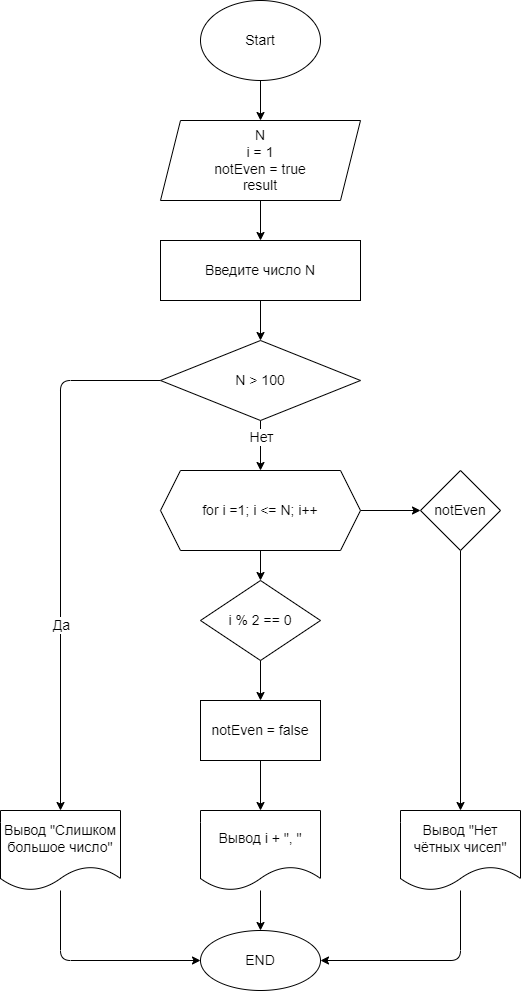 Start
N
i = 1
notEven = true
result
Введите число N
N > 100
Нет
for i =1; i <= N; i++
notEven
i % 2 == 0
Да
notEven = false
Вывод "Слишком
большое число"
Вывод i + ", "
Вывод "Нет
чётных чисел"
END